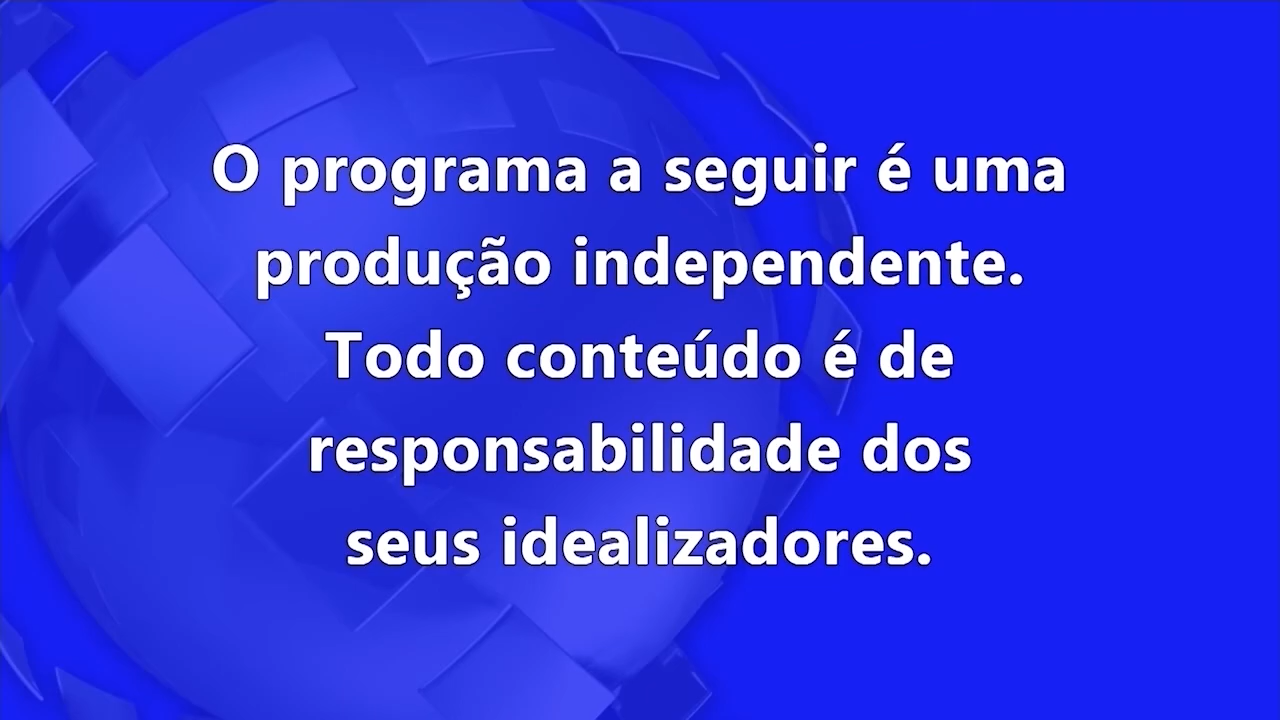 O programa a seguir é uma
produção independente.
Todo conteúdo é de
responsabilidade dos
seus idealizadores.